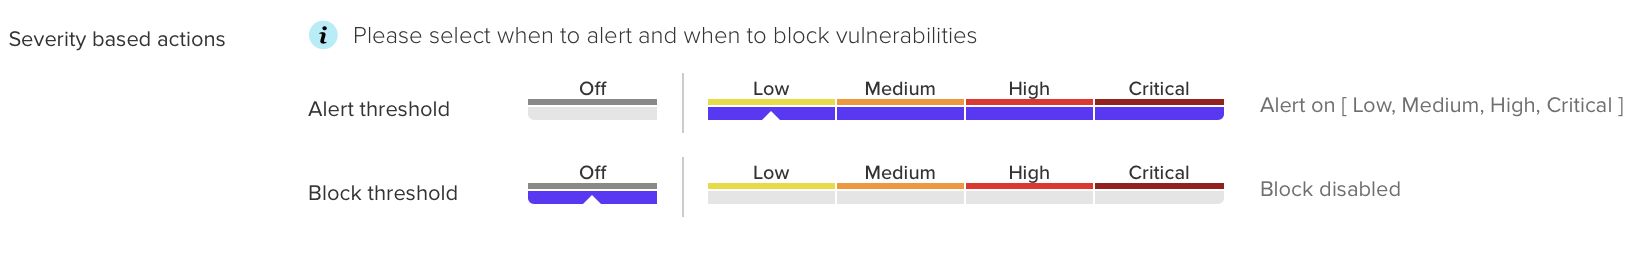 Severity based actions
i Please select when to alert and when to block vulnerabilities
Alert threshold
Off Low Medium High Critical
Alert on [ Low, Medium, High, Critical ]
Block threshold
Off Low Medium High Critical
Block disabled